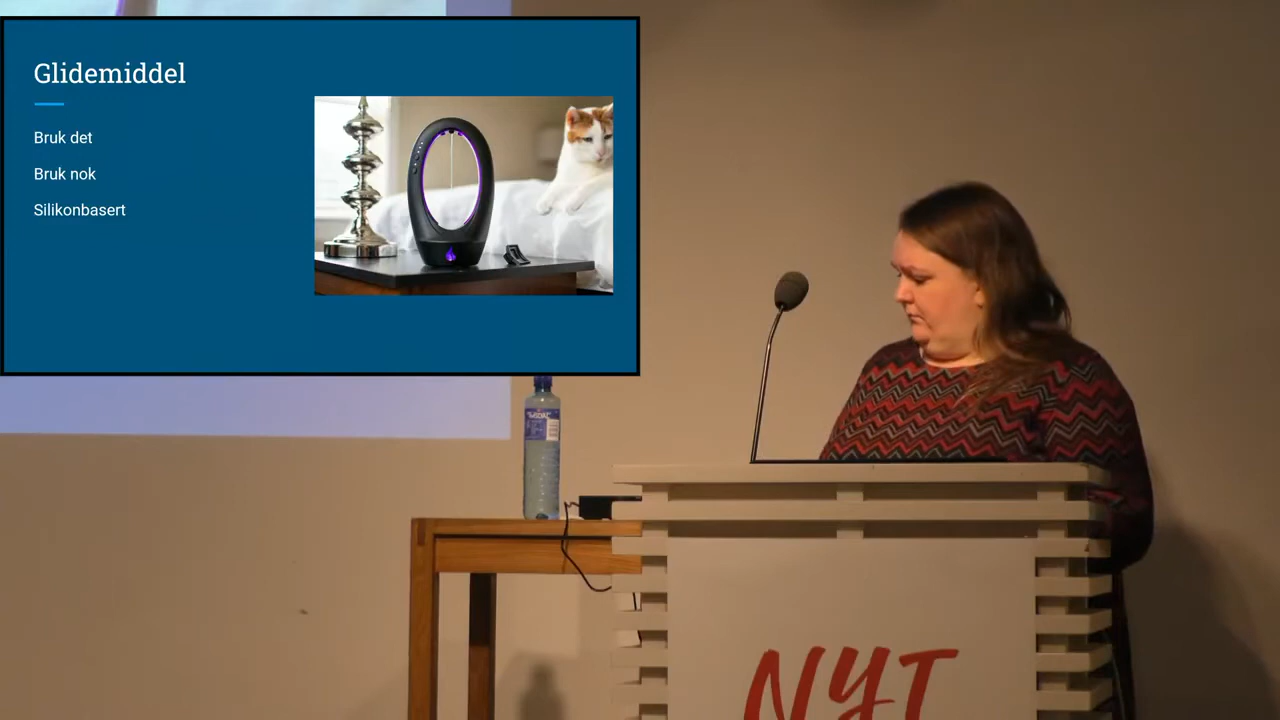 Glidemiddel
Bruk det
Bruk nok
Silikonbasert
NYT